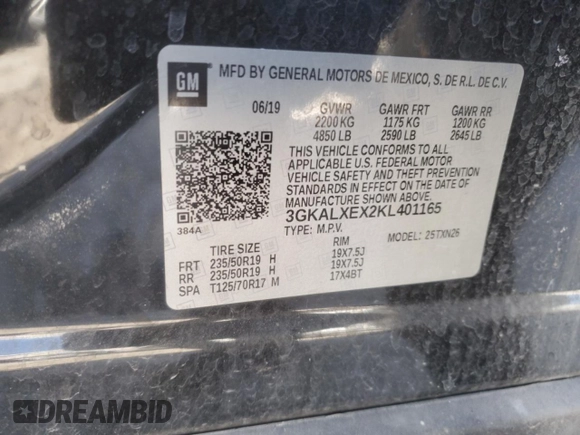 GM
MFD BY GENERAL MOTORS DE MEXICO, S. DE R.L. DE C.V.
06/19 GVWR GAWR FRT GAWR RR
2200 KG 1175 KG 1200 KG
4850 LB 2590 LB 2645 LB
THIS VEHICLE CONFORMS TO ALL
APPLICABLE U.S. FEDERAL MOTOR
VEHICLE SAFETY AND THEFT PREVENTION
STANDARDS IN EFFECT ON THE DATE OF
MANUFACTURE SHOWN ABOVE.
3GKALXEX2KL401165
384A
TYPE: M.P.V. MODEL: 25TXN26
TIRE SIZE RIM
FRT 235/50R19 H 19X7.5J
RR 235/50R19 H 19X7.5J
SPA T125/70R17 M 17X4BT
DREAMBID